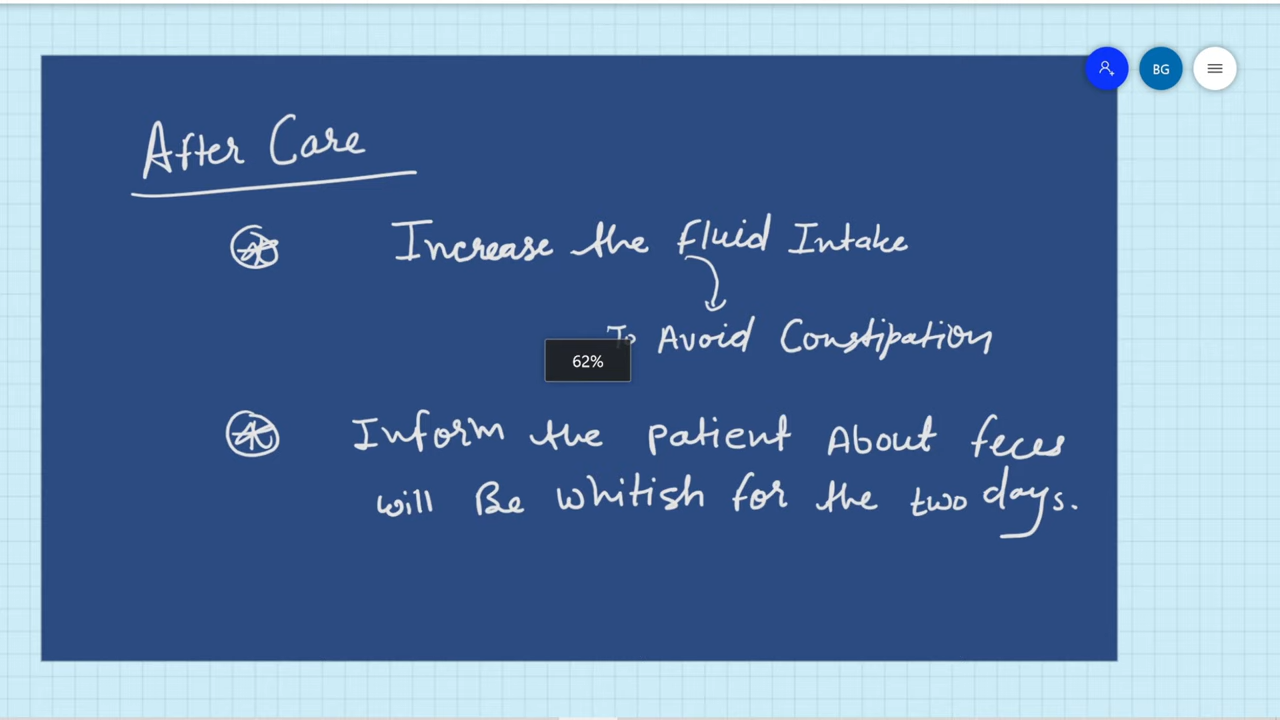 BG
After Care
Increase the fluid Intake
To Avoid Constipation
62%
Inform the patient About feces
will Be whitish for the two days.